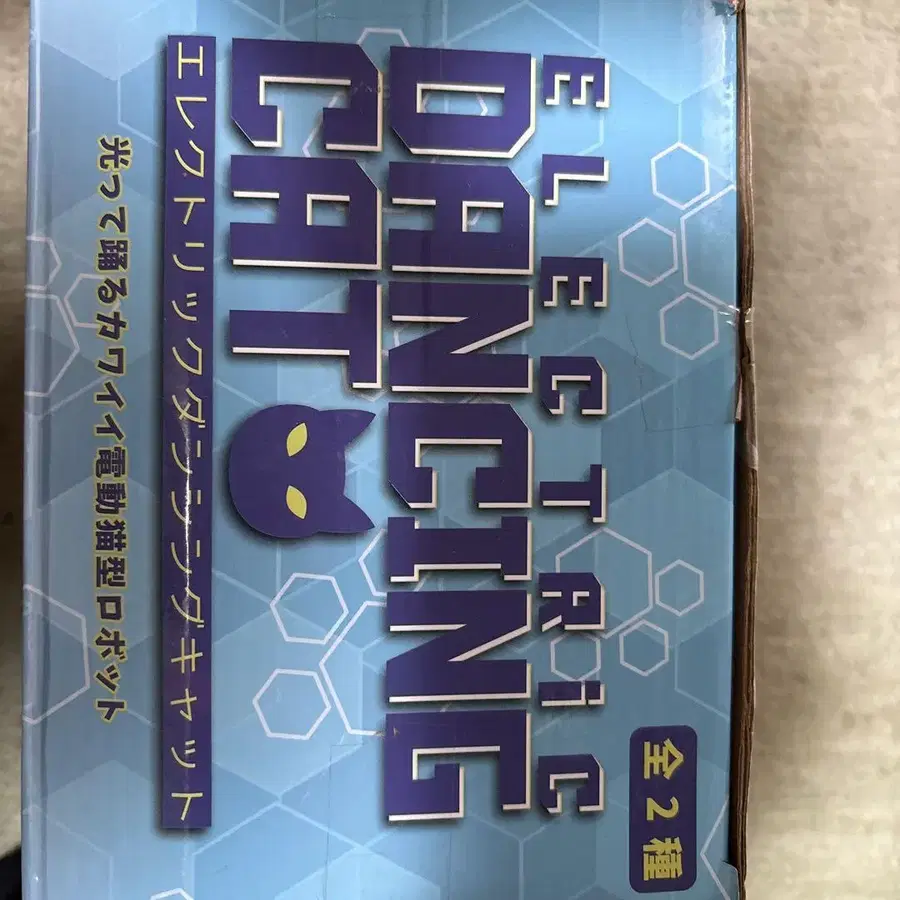 全2種
ELECTRiC
DANCING
CAT
エレクトリックダンシングキャット
光って踊るカワイイ電動猫型ロボット